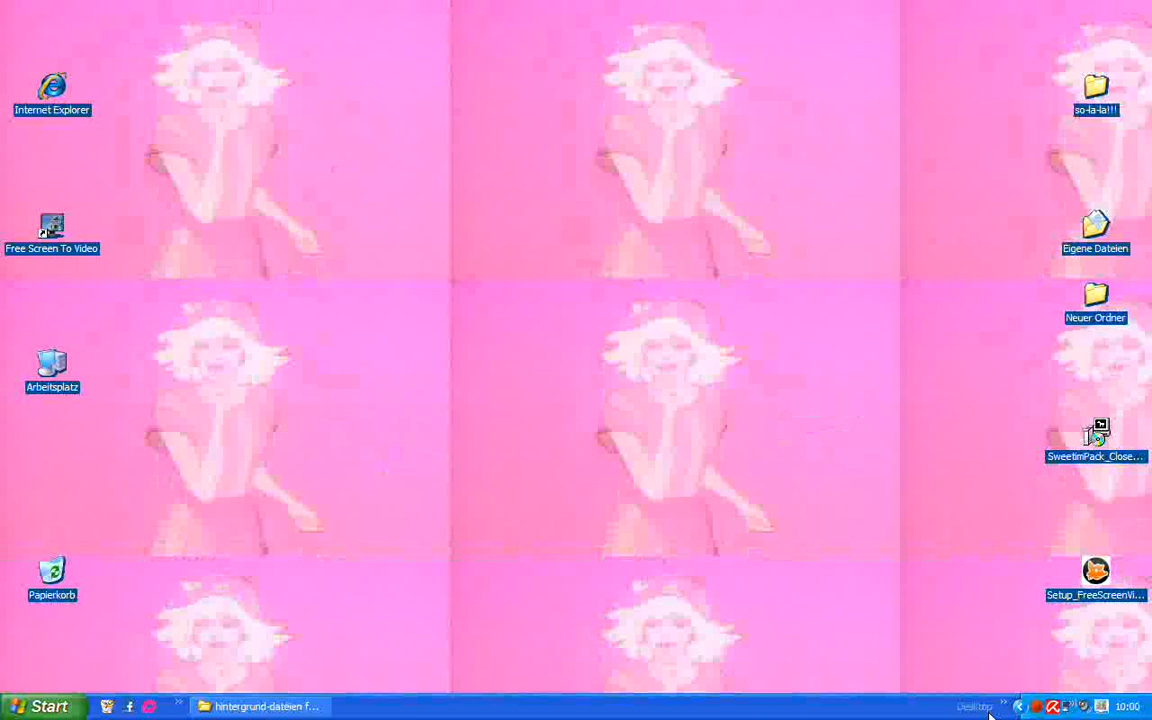 Internet Explorer
so-la-la!!!
Free Screen To Video
Eigene Dateien
Neuer Ordner
Arbeitsplatz
SweetimPack_Close...
Papierkorb
Setup_FreeScreenVi...
Start
hintergrund-dateien f...
Desktop
10:00